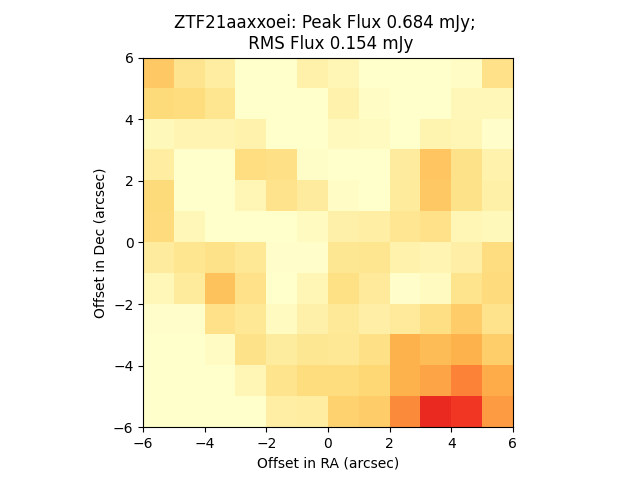 ZTF21aaxxoei: Peak Flux 0.684 mJy;
RMS Flux 0.154 mJy
6
4
2
0
−2
−4
−6
Offset in Dec (arcsec)
−6 −4 −2 0 2 4 6
Offset in RA (arcsec)